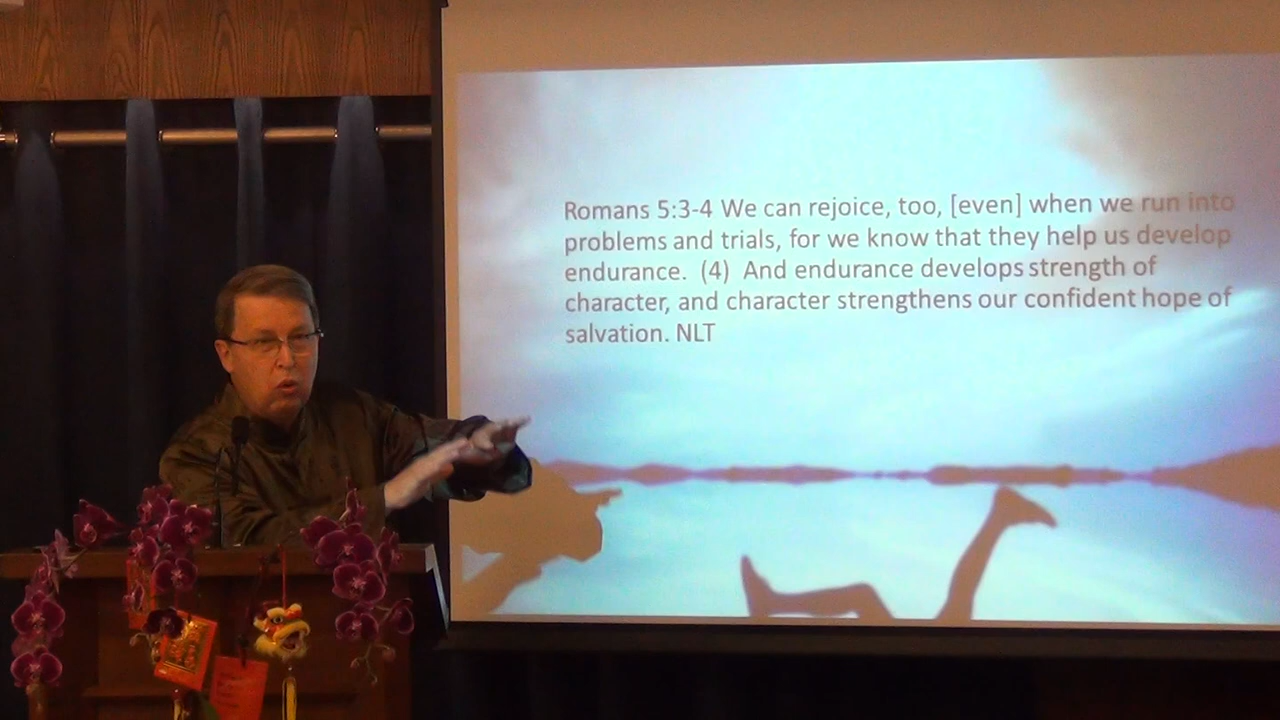 Romans 5:3-4 We can rejoice, too, [even] when we run into
problems and trials, for we know that they help us develop
endurance.  (4)  And endurance develops strength of
character, and character strengthens our confident hope of
salvation. NLT